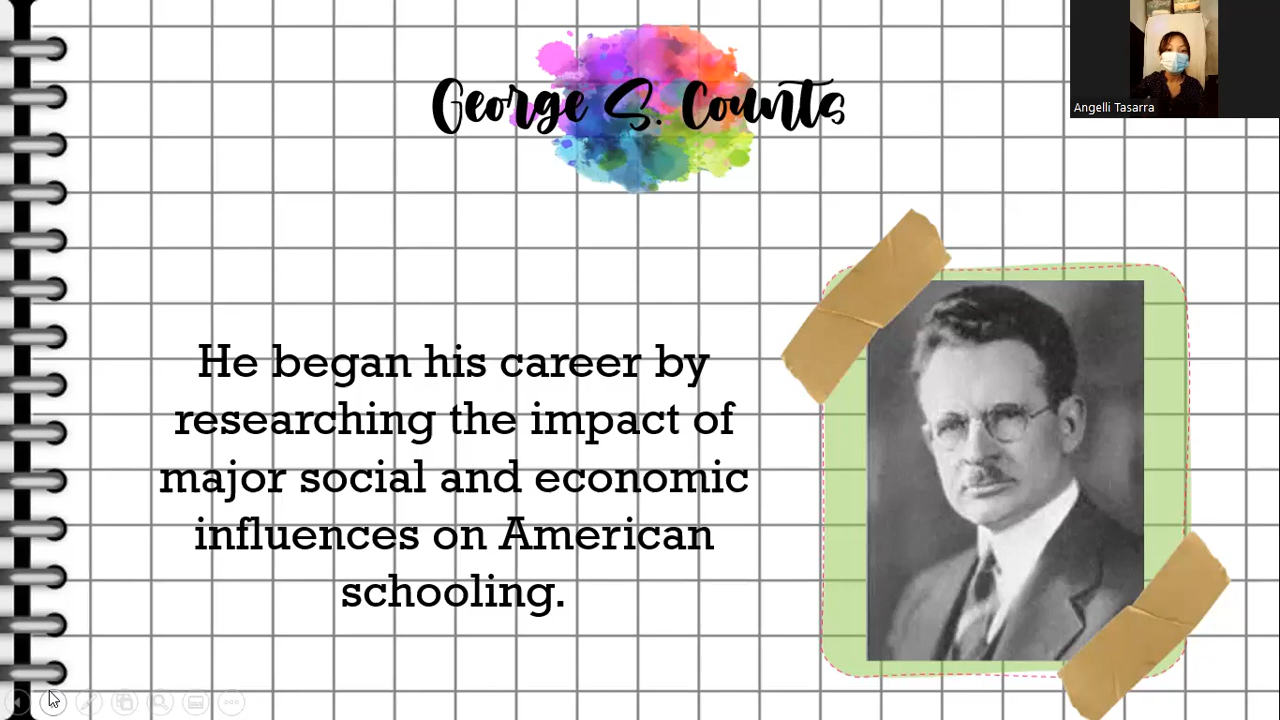 George S. Counts
Angelli Tasarra
He began his career by
researching the impact of
major social and economic
influences on American
schooling.